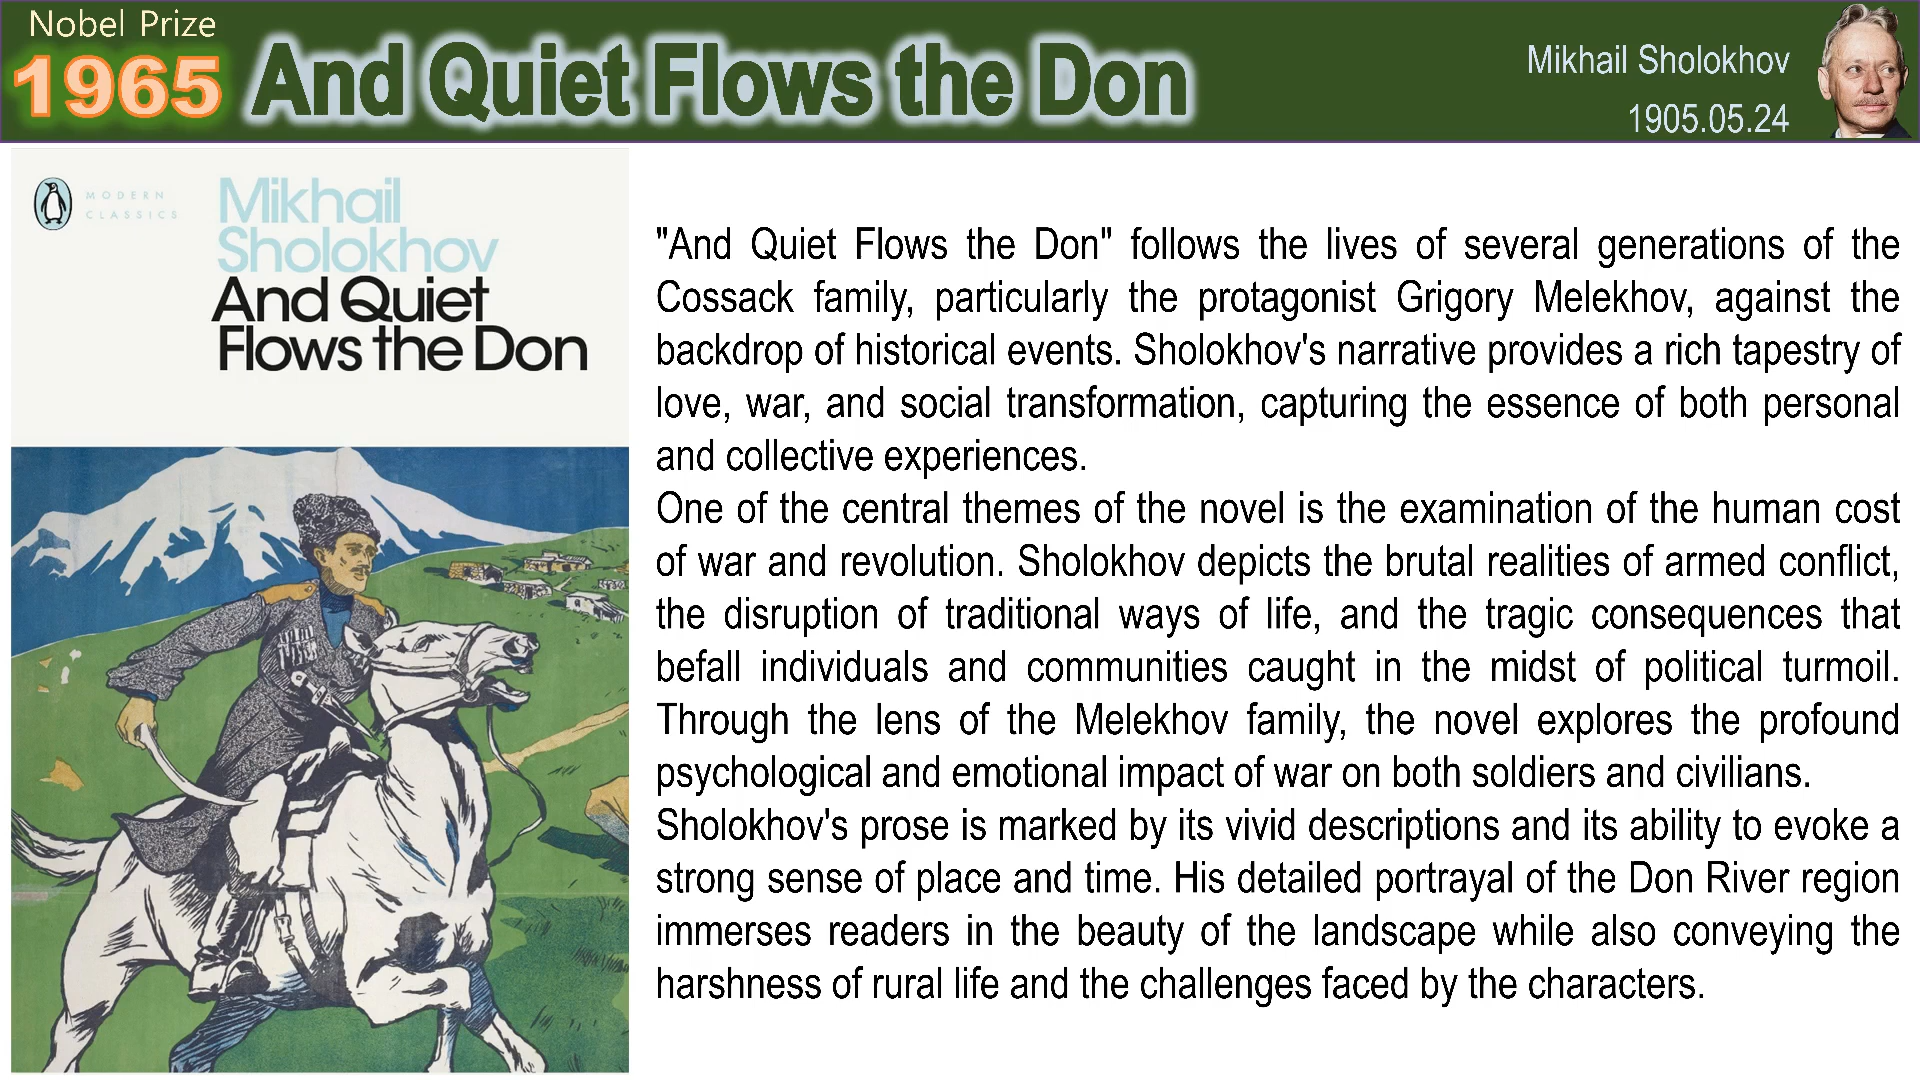 Nobel Prize
1965
And Quiet Flows the Don
Mikhail Sholokhov
1905.05.24
MODERN
CLASSICS
Mikhail
Sholokhov
And Quiet
Flows the Don
"And Quiet Flows the Don" follows the lives of several generations of the
Cossack family, particularly the protagonist Grigory Melekhov, against the
backdrop of historical events. Sholokhov's narrative provides a rich tapestry of
love, war, and social transformation, capturing the essence of both personal
and collective experiences.
One of the central themes of the novel is the examination of the human cost
of war and revolution. Sholokhov depicts the brutal realities of armed conflict,
the disruption of traditional ways of life, and the tragic consequences that
befall individuals and communities caught in the midst of political turmoil.
Through the lens of the Melekhov family, the novel explores the profound
psychological and emotional impact of war on both soldiers and civilians.
Sholokhov's prose is marked by its vivid descriptions and its ability to evoke a
strong sense of place and time. His detailed portrayal of the Don River region
immerses readers in the beauty of the landscape while also conveying the
harshness of rural life and the challenges faced by the characters.